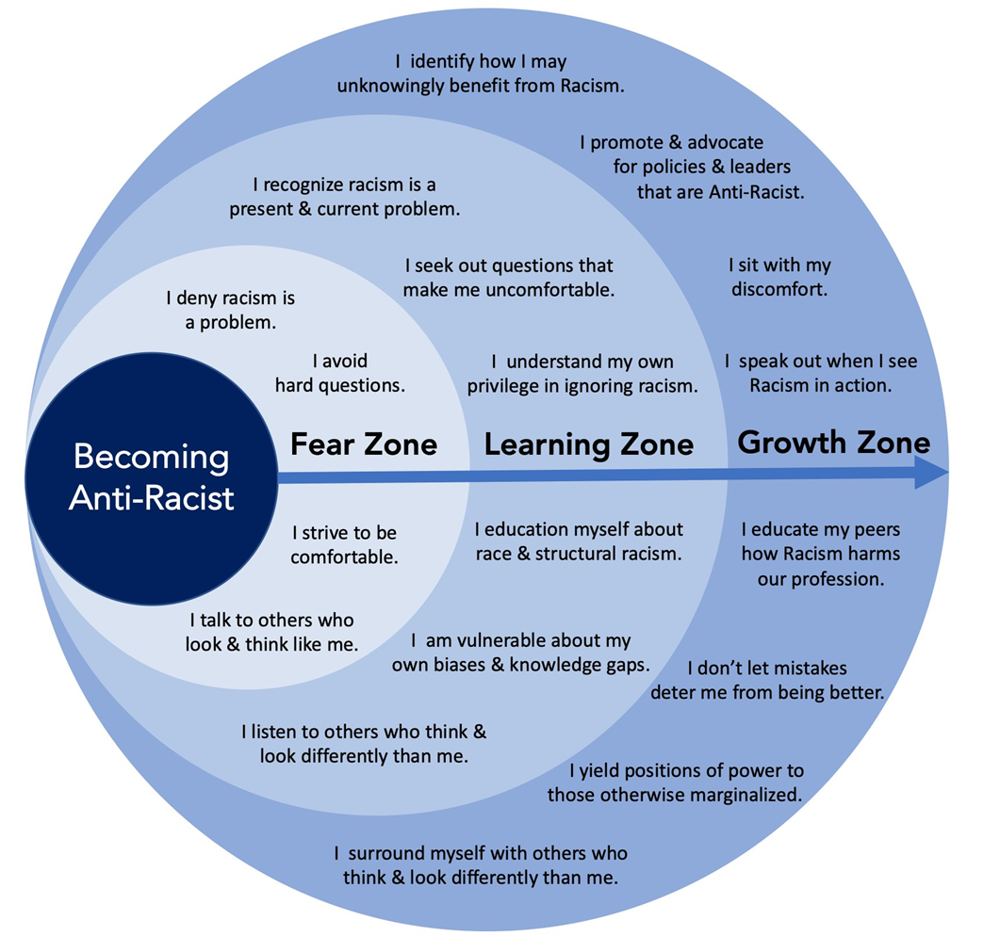 I  identify how I may
unknowingly benefit from Racism.
I promote & advocate
for policies & leaders
that are Anti-Racist.
I recognize racism is a
present & current problem.
I seek out questions that
make me uncomfortable.
I sit with my
discomfort.
I deny racism is
a problem.
I avoid
hard questions.
I  understand my own
privilege in ignoring racism.
I  speak out when I see
Racism in action.
Becoming
Anti-Racist
Fear Zone
Learning Zone
Growth Zone
I strive to be
comfortable.
I education myself about
race & structural racism.
I educate my peers
how Racism harms
our profession.
I talk to others who
look & think like me.
I  am vulnerable about my
own biases & knowledge gaps.
I don’t let mistakes
deter me from being better.
I listen to others who think &
look differently than me.
I yield positions of power to
those otherwise marginalized.
I  surround myself with others who
think & look differently than me.